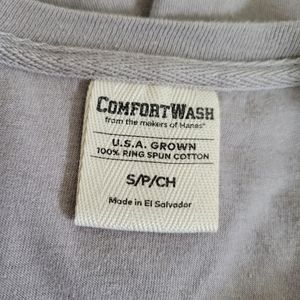 COMFORTWASH
from the makers of Hanes®
U.S.A. GROWN
100% RING SPUN COTTON
S/P/CH
Made in El Salvador